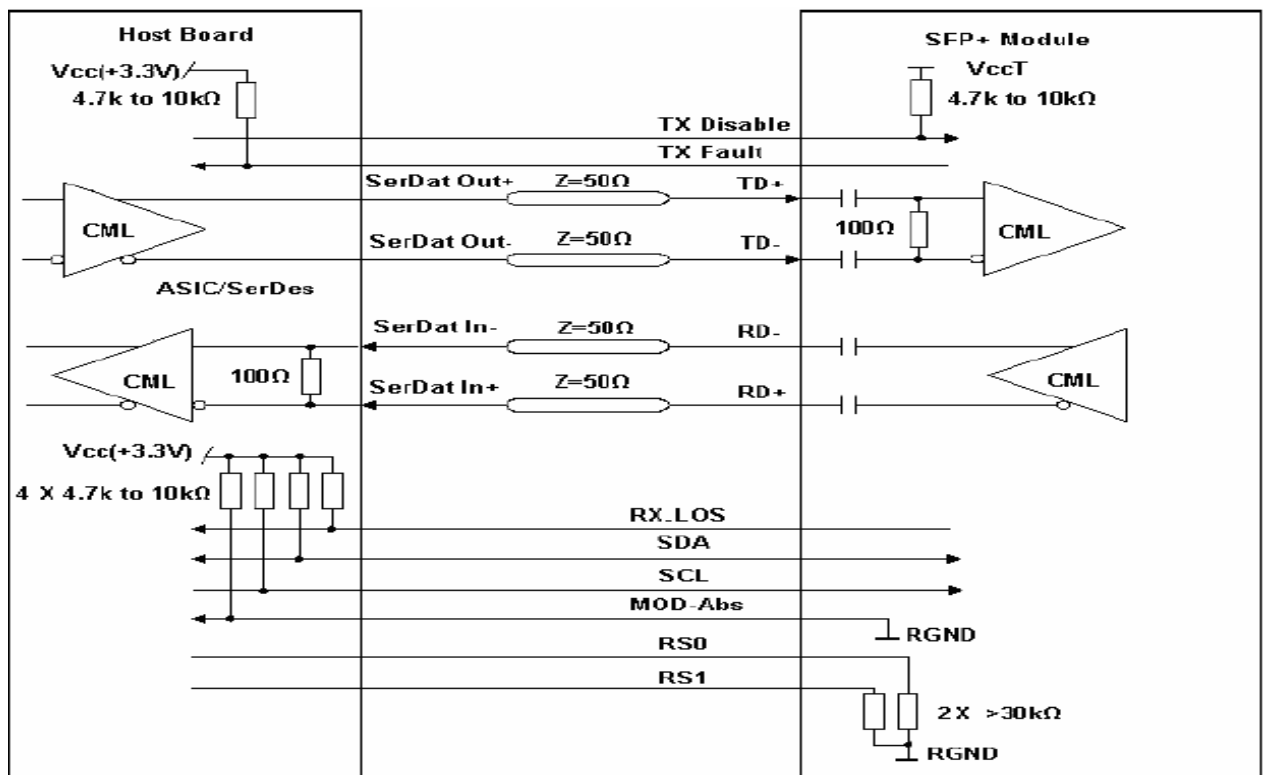 Host Board
SFP+ Module
Vcc(+3.3V)
VccT
4.7k to 10kΩ
4.7k to 10kΩ
TX Disable
TX Fault
SerDat Out+
Z=50Ω
TD+
CML
100Ω
CML
SerDat Out-
Z=50Ω
TD-
ASIC/SerDes
SerDat In-
Z=50Ω
RD-
CML
100Ω
CML
SerDat In+
Z=50Ω
RD+
Vcc(+3.3V)
4 X 4.7k to 10kΩ
RX_LOS
SDA
SCL
MOD-Abs
RGND
RS0
RS1
2X >30kΩ
RGND